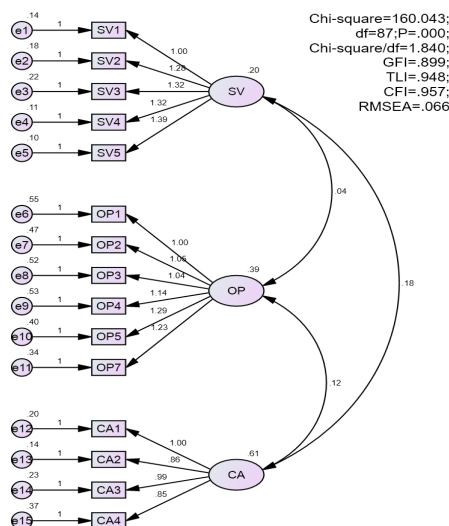 Chi-square=160.043;
df=87;P=.000;
Chi-square/df=1.840;
GFI=.899;
TLI=.948;
CFI=.957;
RMSEA=.066
.14
e1 1 SV1
.18
e2 1 SV2
.22
e3 1 SV3
.11
e4 1 SV4
.10
e5 1 SV5
1.00
1.28
1.32
1.32
1.39
.20
SV
.04
.55
e6 1 OP1
.47
e7 1 OP2
.52
e8 1 OP3
.53
e9 1 OP4
.40
e10 1 OP5
.34
e11 1 OP7
1.00
1.05
1.04
1.14
1.29
1.23
.39
OP
.18
.12
.20
e12 1 CA1
.14
e13 1 CA2
.23
e14 1 CA3
.37
e15 1 CA4
1.00
.86
.99
.85
.61
CA